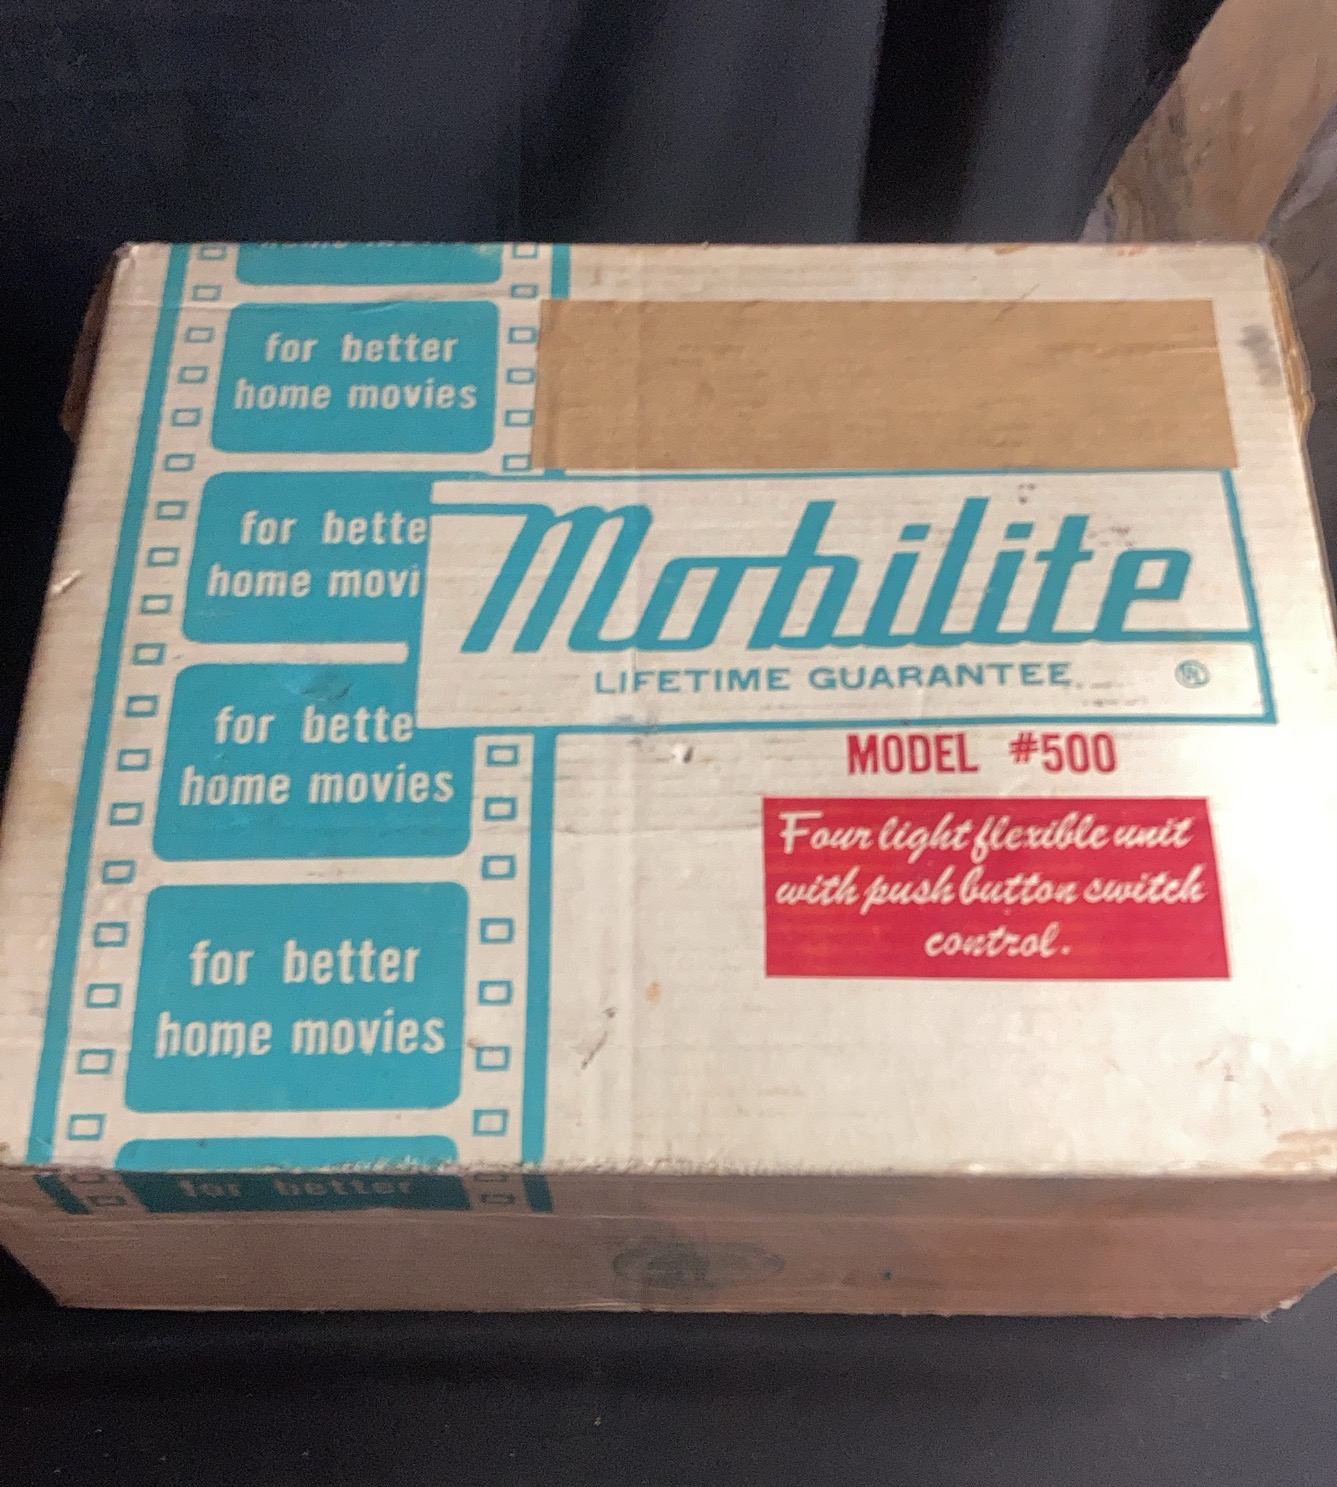 for better
home movies
for bette
home movi
for bette
home movies
for better
home movies
for better
Mobilite
LIFETIME GUARANTEE
MODEL #500
Four light flexible unit
with push button switch
control.